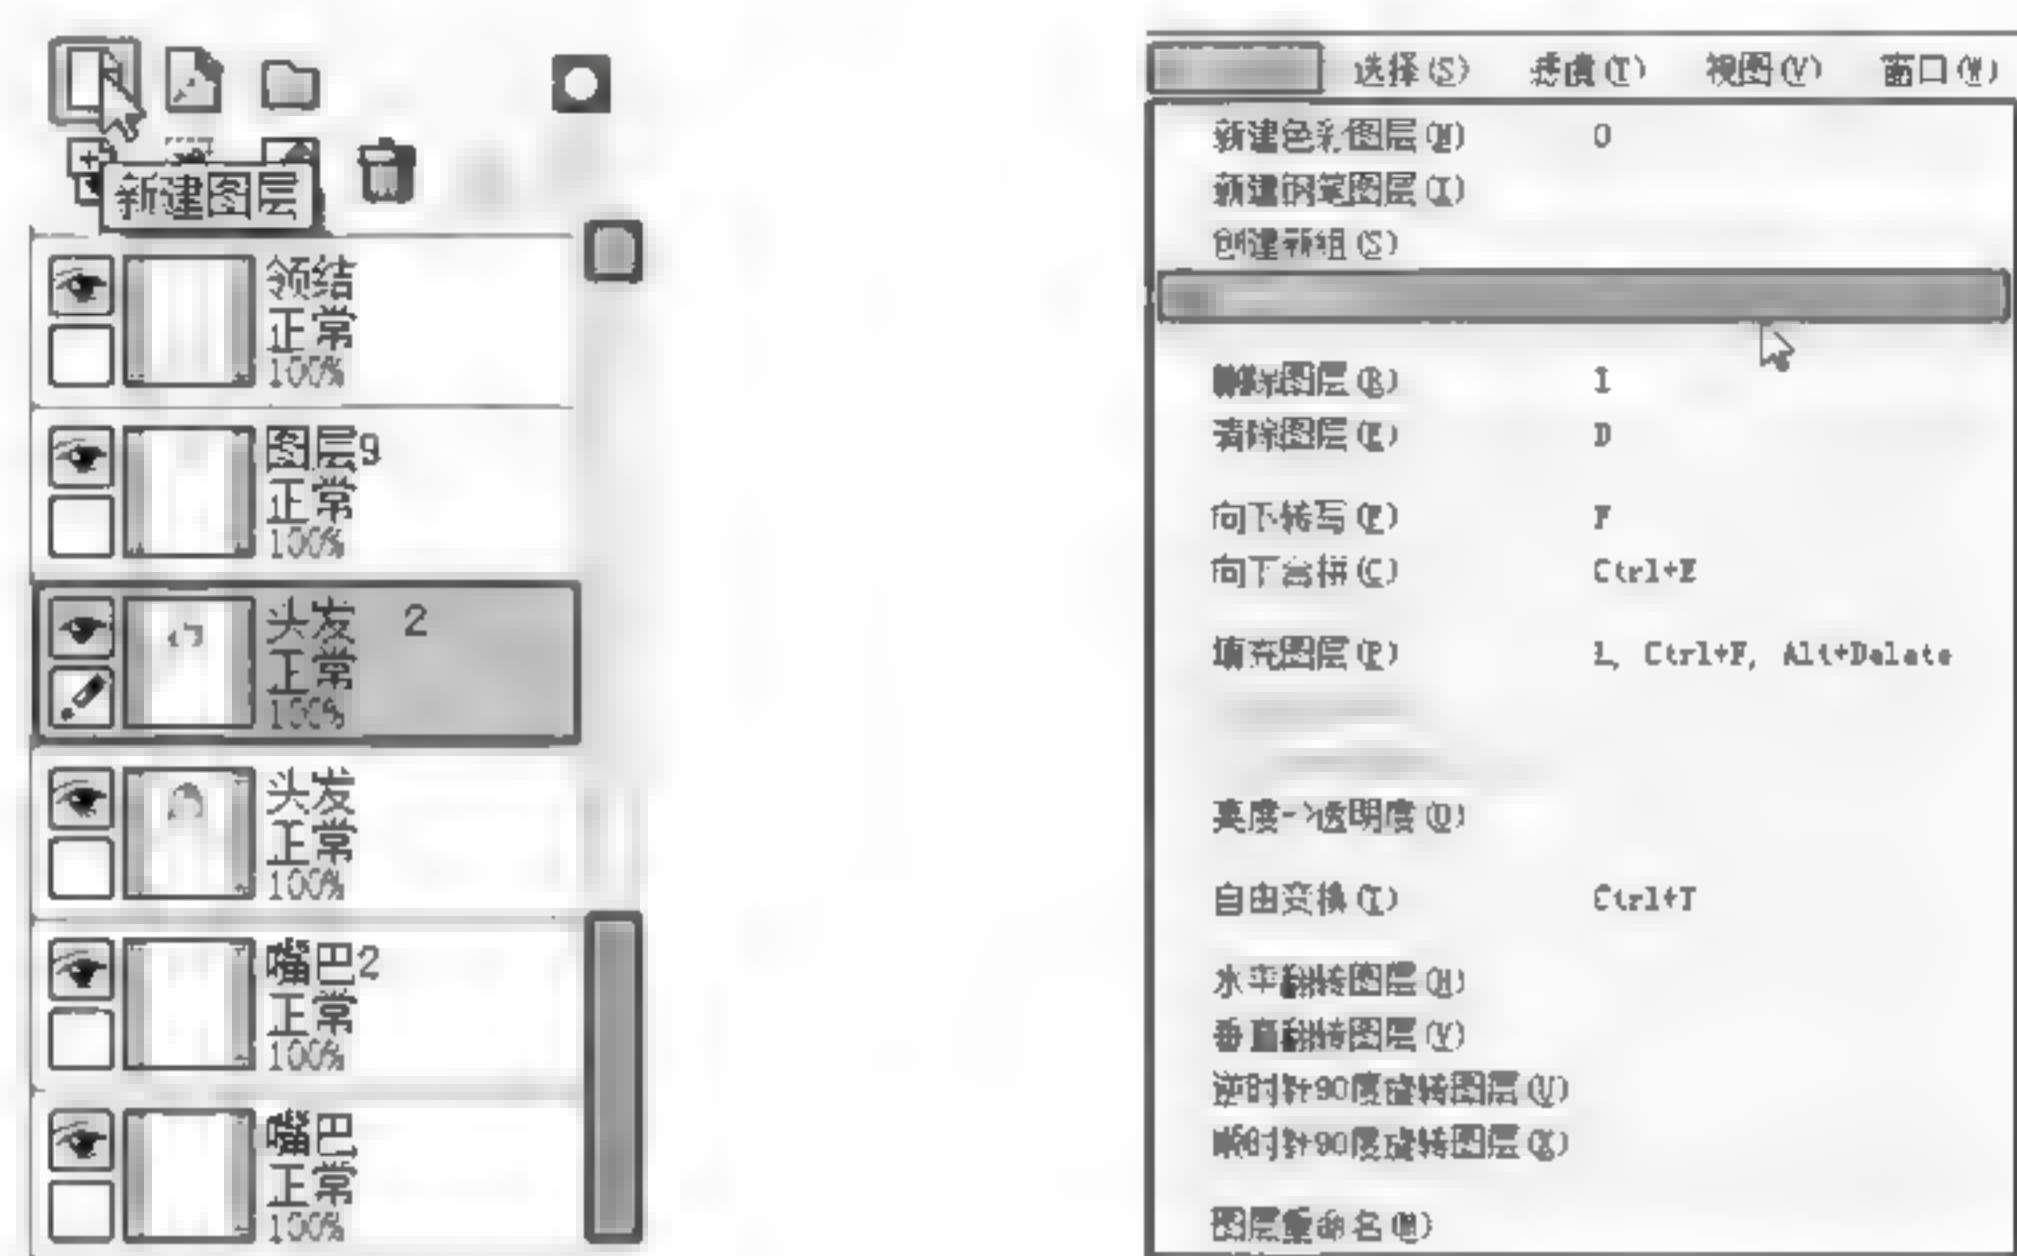 新建图层
领结
正常
100%
图层9
正常
100%
头发 2
正常
100%
头发
正常
100%
嘴巴2
正常
100%
嘴巴
正常
100%
选择(S) (T) 视图(V) 窗口(W)
新建色彩图层(N) O
新建钢笔图层(I)
创建新组(S)
删除图层(R) I
清除图层(E) D
向下转写(F) F
向下合拼(C) Ctrl+E
填充图层(P) L, Ctrl+F, Alt+Delete
亮度->透明度(O)
自由变换(T) Ctrl+T
水平翻转图层(H)
垂直翻转图层(V)
逆时针90度旋转图层(U)
顺时针90度旋转图层(X)
图层重命名(M)